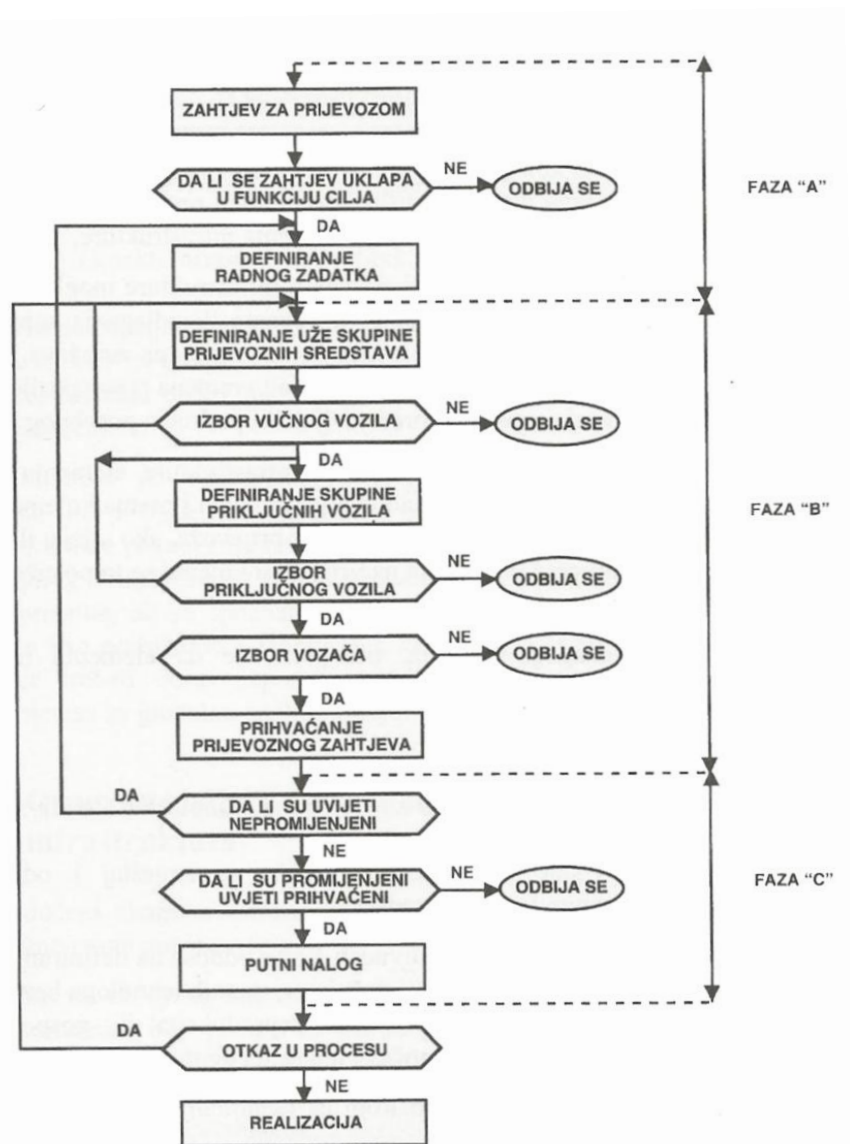 ZAHTJEV ZA PRIJEVOZOM
DA LI SE ZAHTJEV UKLAPA
U FUNKCIJU CILJA
NE
ODBIJA SE
FAZA "A"
DA
DEFINIRANJE
RADNOG ZADATKA
DEFINIRANJE UŽE SKUPINE
PRIJEVOZNIH SREDSTAVA
IZBOR VUČNOG VOZILA
NE
ODBIJA SE
DA
DEFINIRANJE SKUPINE
PRIKLJUČNIH VOZILA
FAZA "B"
IZBOR
PRIKLJUČNOG VOZILA
NE
ODBIJA SE
DA
IZBOR VOZAČA
NE
ODBIJA SE
DA
PRIHVAĆANJE
PRIJEVOZNOG ZAHTJEVA
DA
DA LI SU UVIJETI
NEPROMIJENJENI
NE
DA LI SU PROMIJENJENI
UVJETI PRIHVAĆENI
NE
ODBIJA SE
FAZA "C"
DA
PUTNI NALOG
DA
OTKAZ U PROCESU
NE
REALIZACIJA